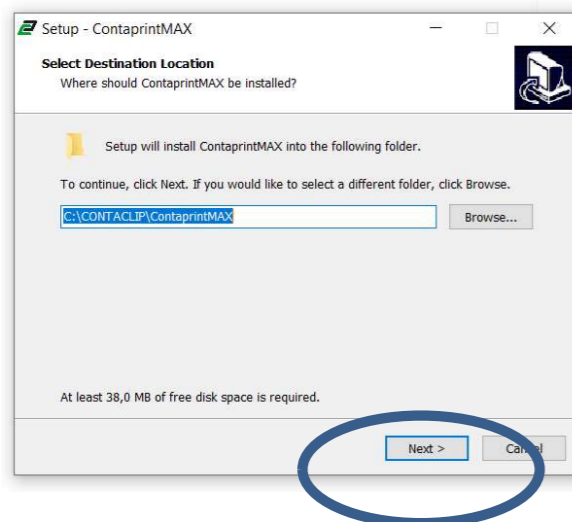 Setup - ContaprintMAX
Select Destination Location
Where should ContaprintMAX be installed?
Setup will install ContaprintMAX into the following folder.
To continue, click Next. If you would like to select a different folder, click Browse.
C:\CONTACLIP\ContaprintMAX
Browse...
At least 38,0 MB of free disk space is required.
Next >
Cancel